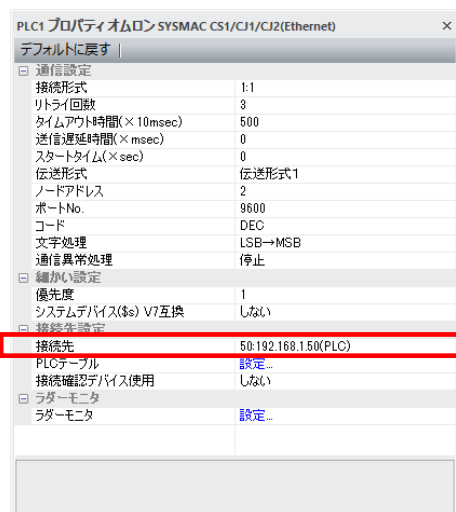 PLC1 プロパティ オムロン SYSMAC CS1/CJ1/CJ2(Ethernet) ×
デフォルトに戻す
通信設定
接続形式 1:1
リトライ回数 3
タイムアウト時間(×10msec) 500
送信遅延時間(×msec) 0
スタートタイム(×sec) 0
伝送形式 伝送形式1
ノードアドレス 2
ポートNo. 9600
コード DEC
文字処理 LSB→MSB
通信異常処理 停止
細かい設定
優先度 1
システムデバイス($s) V7互換 しない
接続先設定
接続先 50:192.168.1.50(PLC)
PLCテーブル 設定...
接続確認デバイス使用 しない
ラダーモニタ
ラダーモニタ 設定...